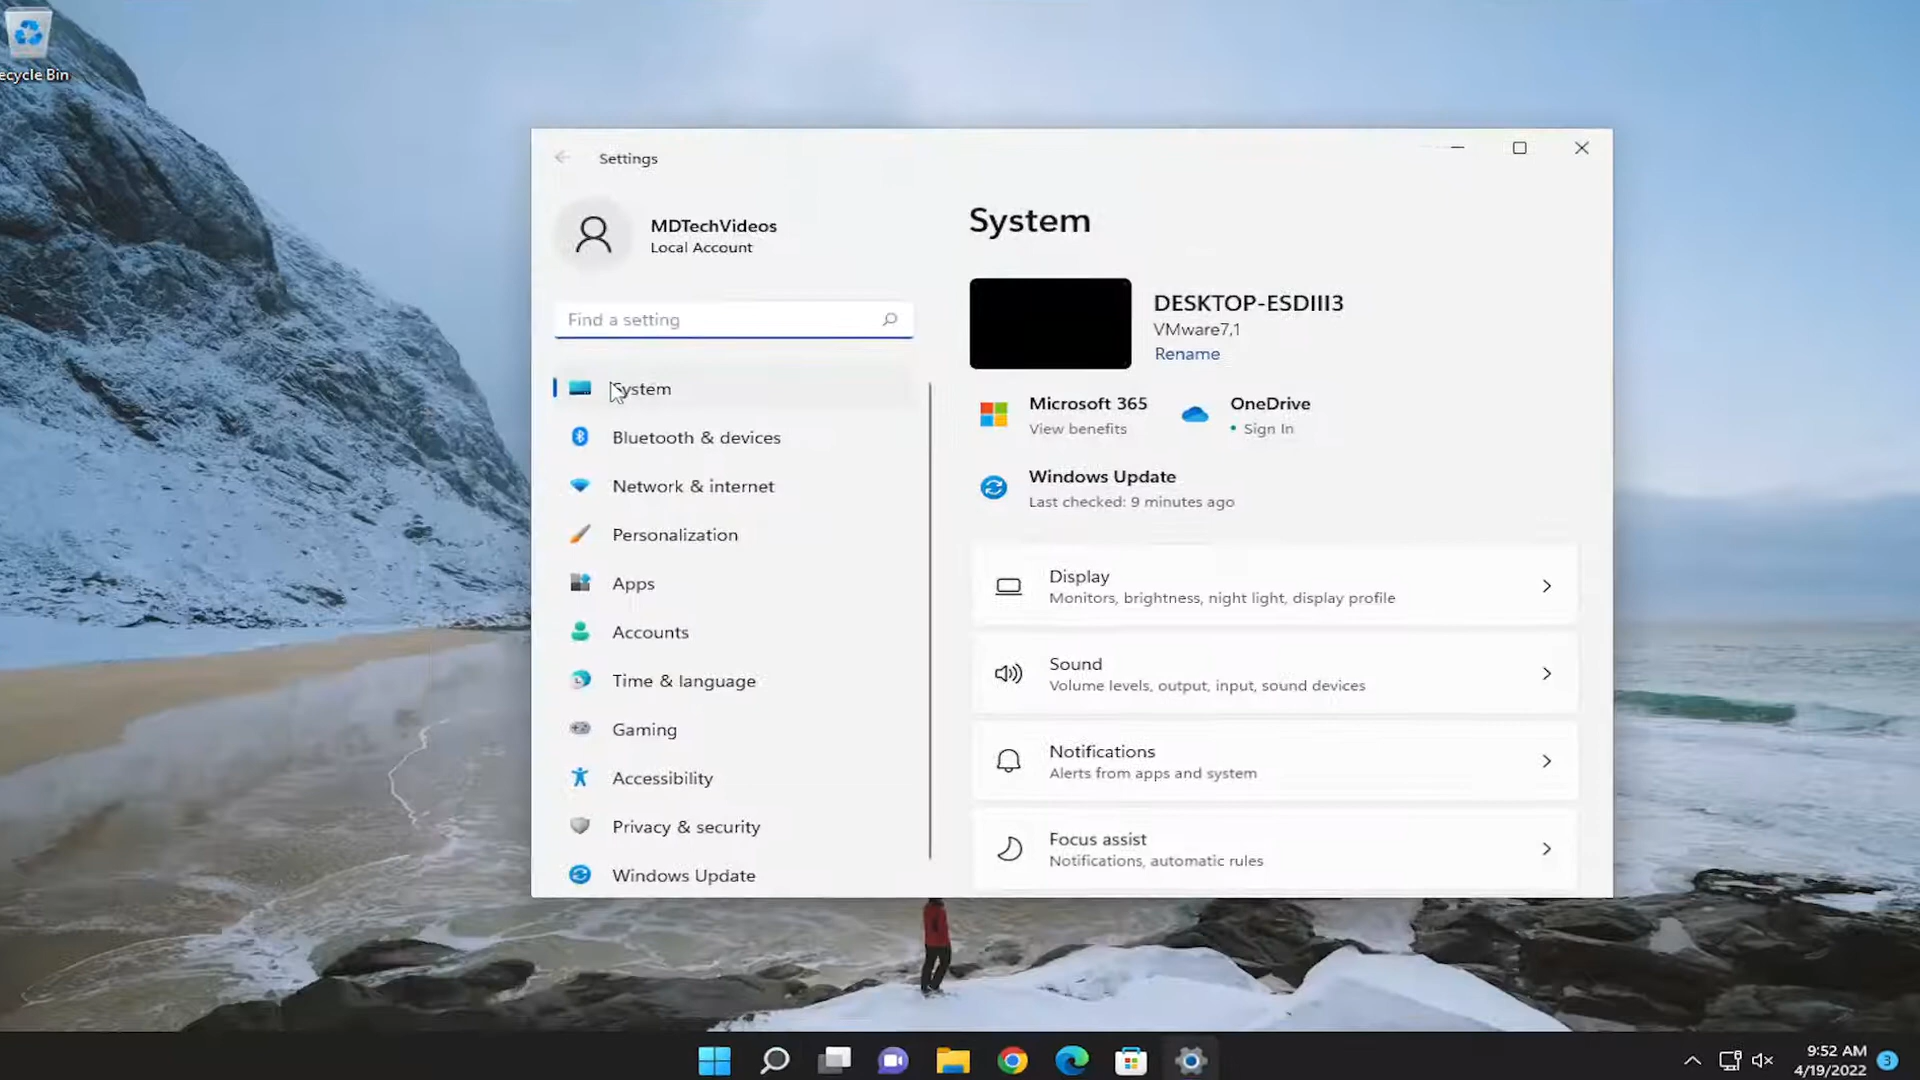 ecycle Bin
Settings
MDTechVideos
Local Account
Find a setting
System
Bluetooth & devices
Network & internet
Personalization
Apps
Accounts
Time & language
Gaming
Accessibility
Privacy & security
Windows Update
System
DESKTOP-ESDIII3
VMware7,1
Rename
Microsoft 365
View benefits
OneDrive
• Sign In
Windows Update
Last checked: 9 minutes ago
Display
Monitors, brightness, night light, display profile
Sound
Volume levels, output, input, sound devices
Notifications
Alerts from apps and system
Focus assist
Notifications, automatic rules
9:52 AM
4/19/2022
3